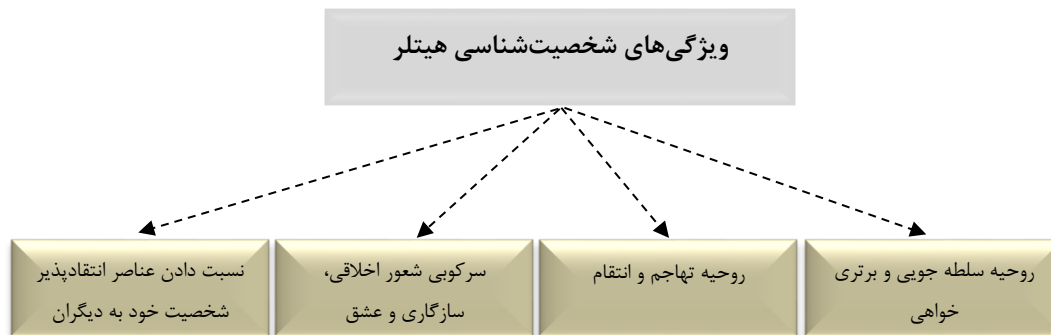 ویژگی‌های شخصیت‌شناسی هیتلر
روحیه سلطه جویی و برتری
خواهی
روحیه تهاجم و انتقام
سرکوبی شعور اخلاقی،
سازگاری و عشق
نسبت دادن عناصر انتقادپذیر
شخصیت خود به دیگران